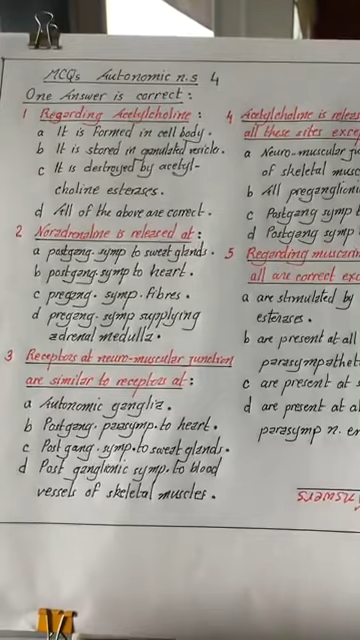 MCQs Autonomic n.s 4
One Answer is correct:
1 Regarding Acetylcholine:
a It is formed in cell body.
b It is stored in granulated vesicle.
c It is destroyed by acetyl-
choline esterases.
d All of the above are correct.
2 Noradrenaline is released at:
a postgang. symp to sweat glands.
b postgang. symp to heart.
c pregang. symp. fibres.
d pregang. symp supplying
adrenal medulla.
3 Receptors at neuro-muscular junction
are similar to receptors at:
a Autonomic ganglia.
b Postgang. parasymp. to heart.
c Postgang. symp. to sweat glands.
d Post ganglionic symp. to blood
vessels of skeletal muscles.
4 Acetylcholine is relea
all these sites exce
a Neuro-muscular ju
of skeletal musc
b All preganglioni
c Postgang symp t
d Postgang symp
5 Regarding muscarin
all are correct exc
a are stimulated by
esterases.
b are present at all
parasympathet
c are present at s
d are present at al
parasymp n. en
nswers